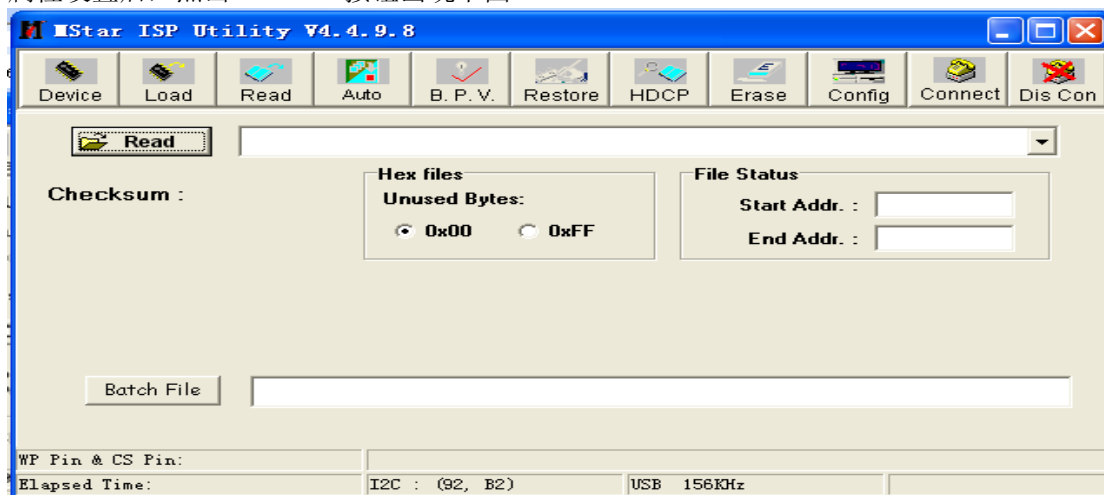 MStar ISP Utility V4.4.9.8
Device Load Read Auto B.P.V. Restore HDCP Erase Config Connect Dis Con
Read
Hex files File Status
Checksum : Unused Bytes: Start Addr. :
0x00 0xFF End Addr. :
Batch File
WP Pin & CS Pin:
Elapsed Time: I2C : (92, B2) USB 156KHz